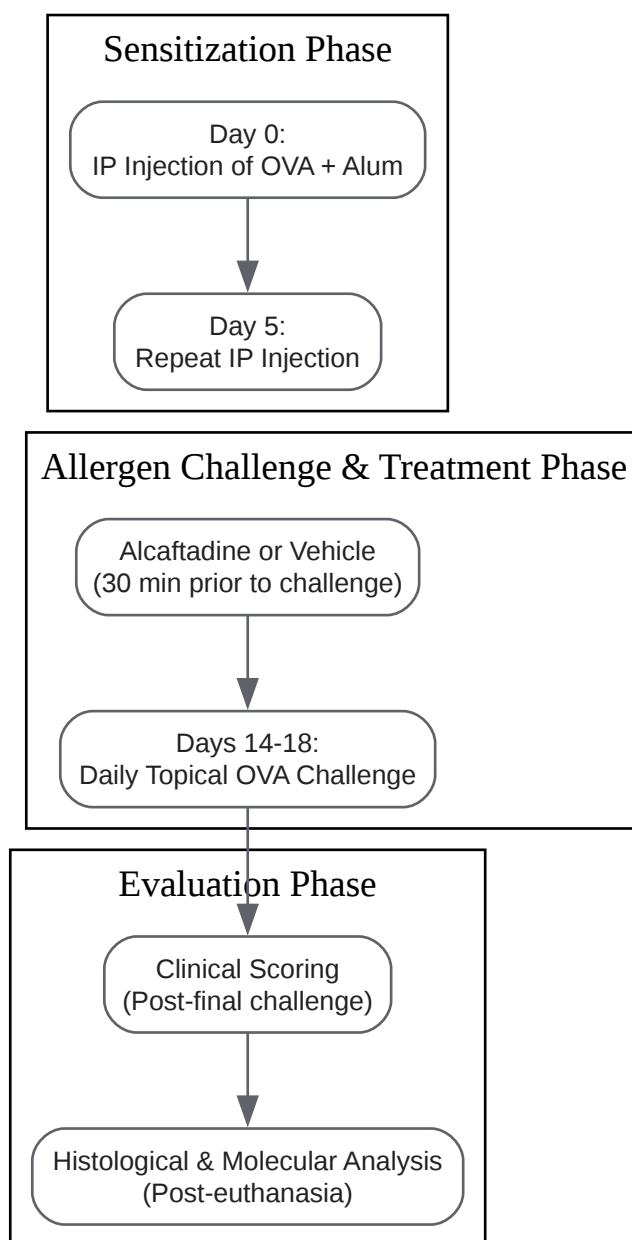 Sensitization Phase
Day 0:
IP Injection of OVA + Alum
Day 5:
Repeat IP Injection
Allergen Challenge & Treatment Phase
Alcaftadine or Vehicle
(30 min prior to challenge)
Days 14-18:
Daily Topical OVA Challenge
Evaluation Phase
Clinical Scoring
(Post-final challenge)
Histological & Molecular Analysis
(Post-euthanasia)